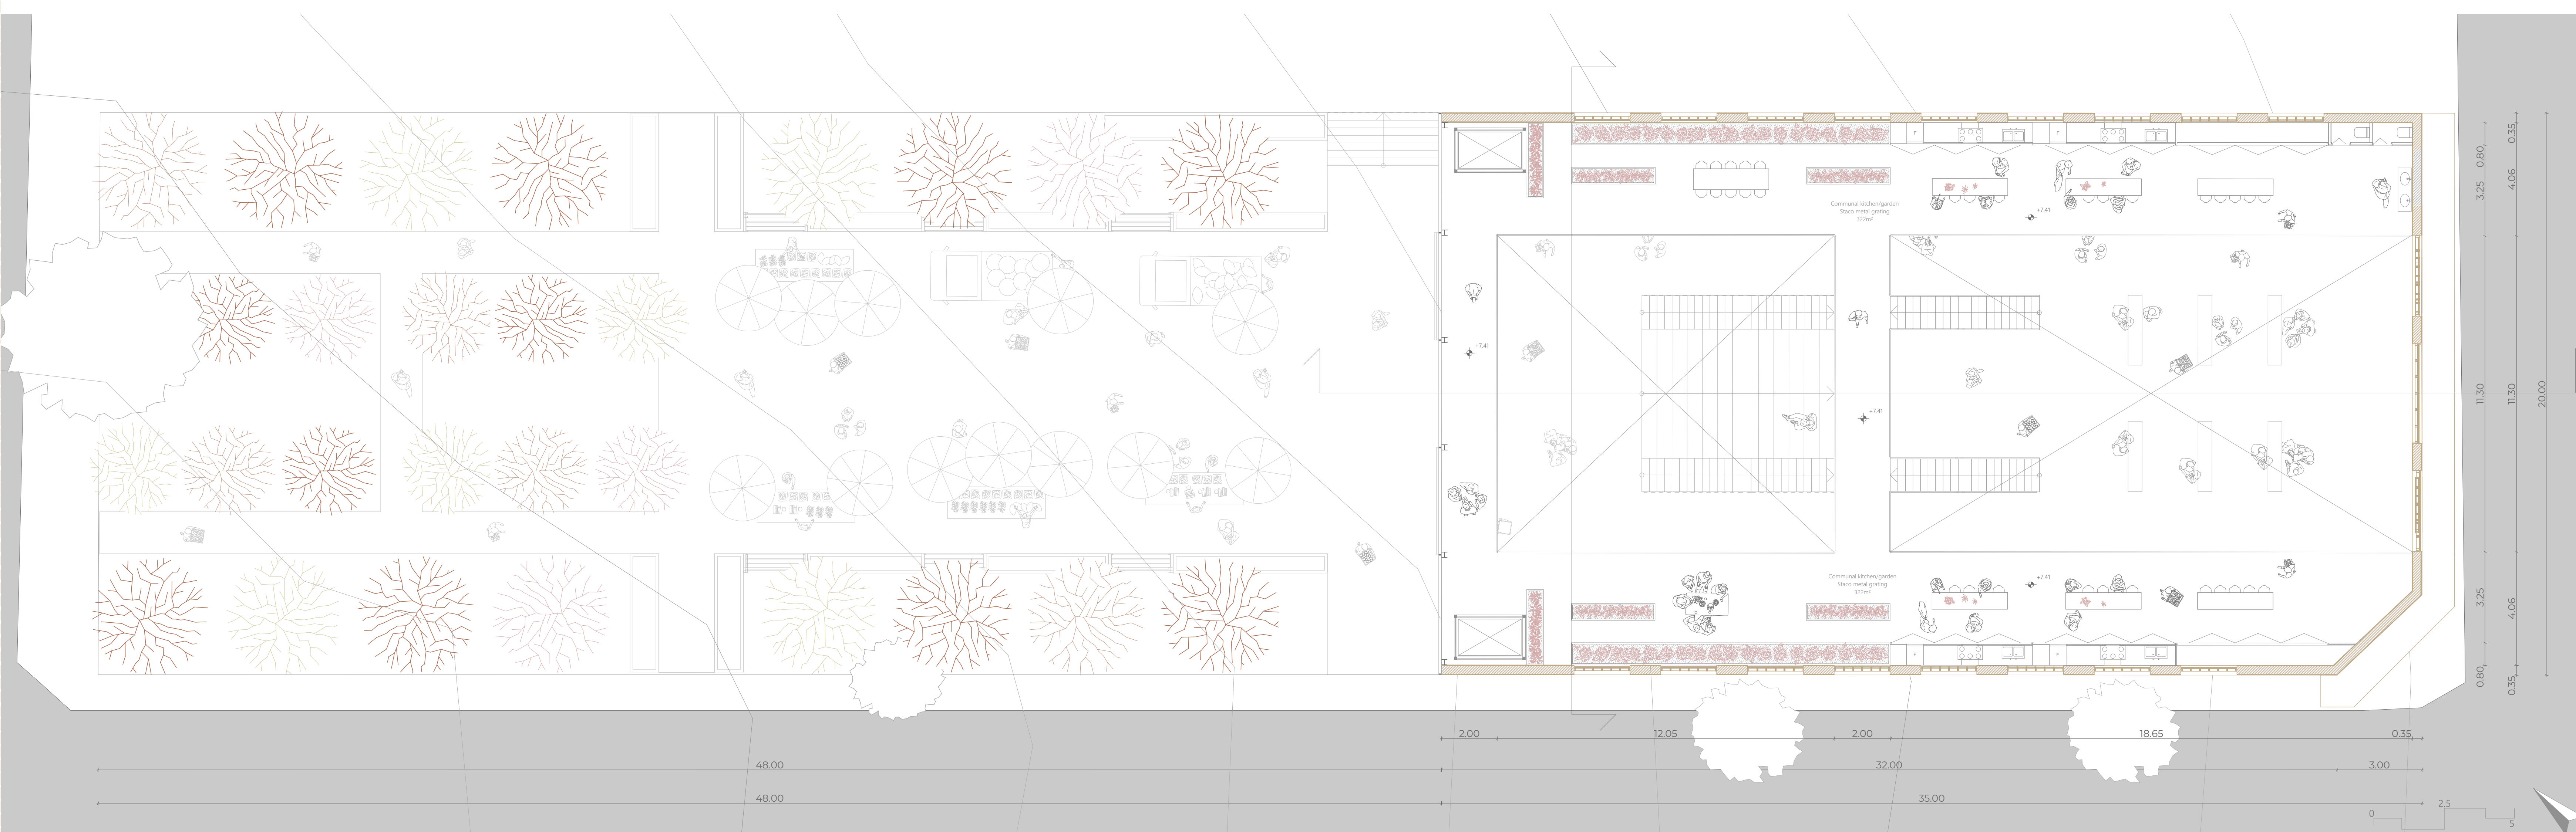 Communal kitchen/garden
Staco metal grating
322m²
+7.41
+7.41
+7.41
Communal kitchen/garden
Staco metal grating
322m²
+7.41
F
F
F
F
0.35
0.80
4.06
3.25
11.30
11.30
20.00
3.25
4.06
0.80
0.35
2.00
12.05
2.00
18.65
0.35
48.00
32.00
3.00
48.00
35.00
0
2.5
5